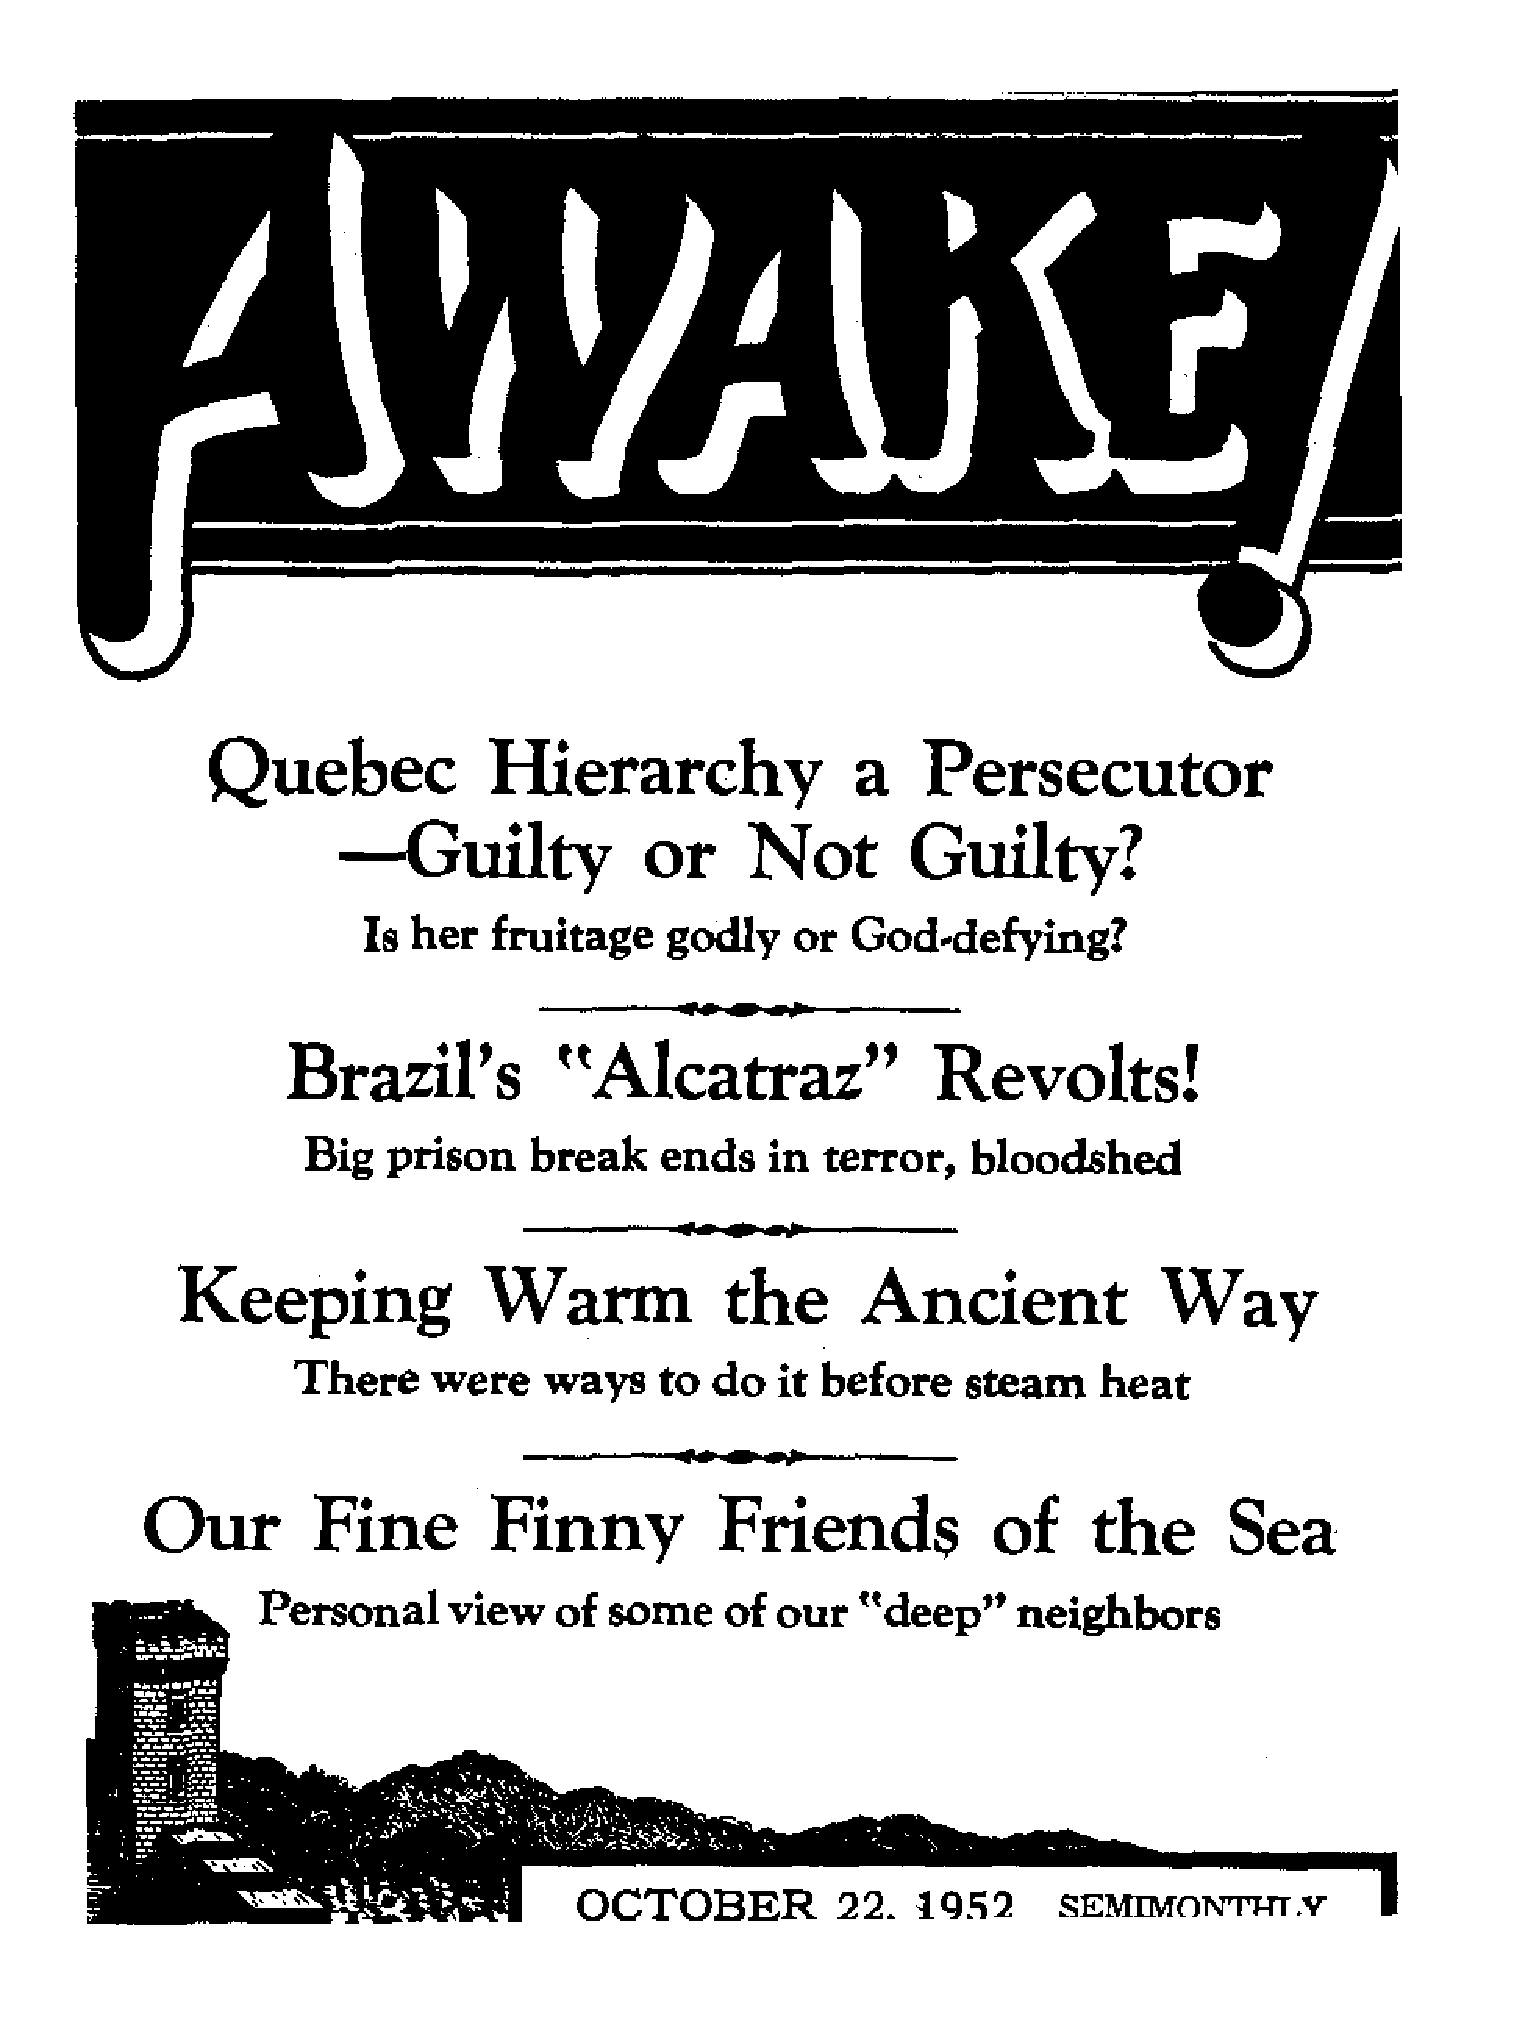 AWAKE!
Quebec Hierarchy a Persecutor
—Guilty or Not Guilty?
Is her fruitage godly or God-defying?
Brazil's "Alcatraz" Revolts!
Big prison break ends in terror, bloodshed
Keeping Warm the Ancient Way
There were ways to do it before steam heat
Our Fine Finny Friends of the Sea
Personal view of some of our "deep" neighbors
OCTOBER 22, 1952 SEMIMONTHLY